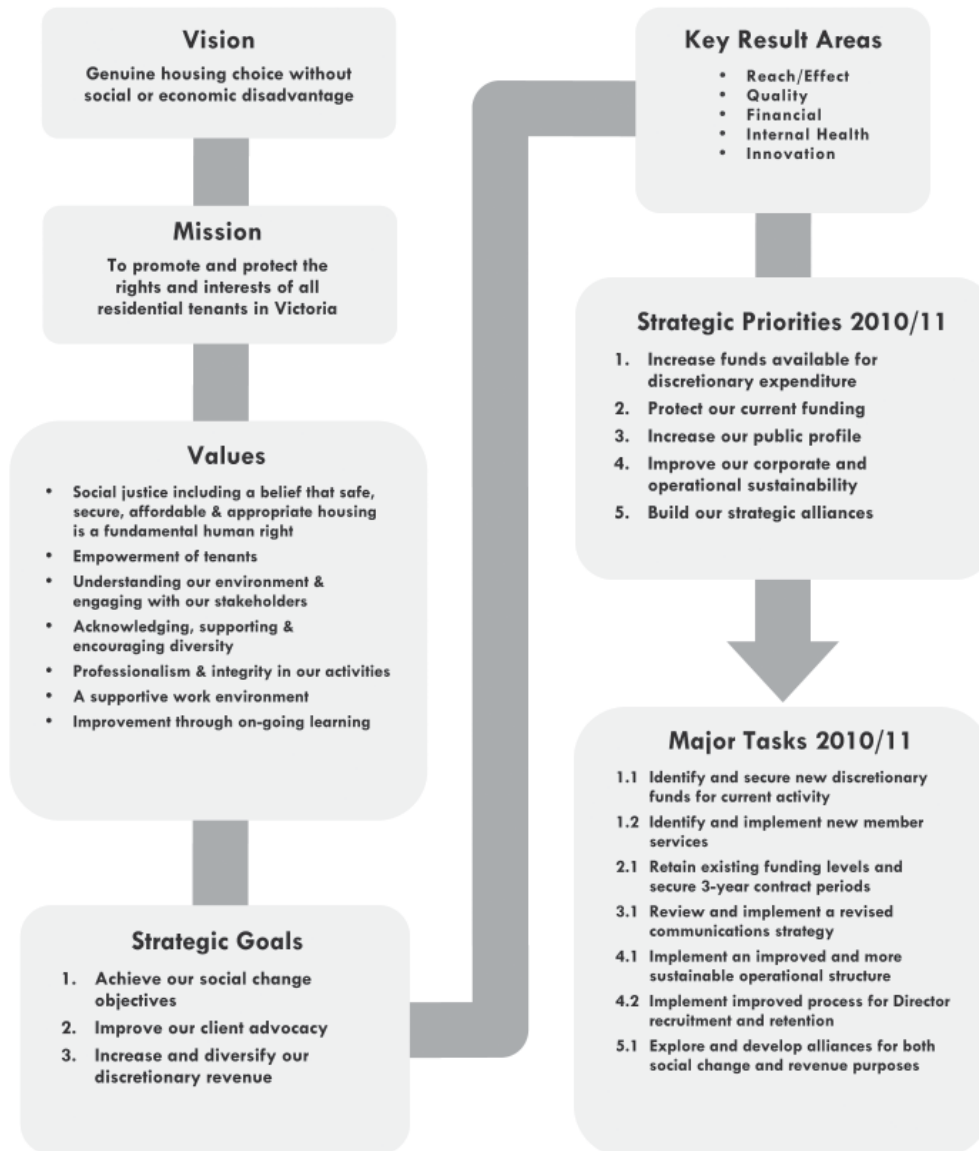 Vision
Genuine housing choice without
social or economic disadvantage
Mission
To promote and protect the
rights and interests of all
residential tenants in Victoria
Values
• Social justice including a belief that safe,
secure, affordable & appropriate housing
is a fundamental human right
• Empowerment of tenants
• Understanding our environment &
engaging with our stakeholders
• Acknowledging, supporting &
encouraging diversity
• Professionalism & integrity in our activities
• A supportive work environment
• Improvement through on-going learning
Strategic Goals
1. Achieve our social change
objectives
2. Improve our client advocacy
3. Increase and diversify our
discretionary revenue
Key Result Areas
• Reach/Effect
• Quality
• Financial
• Internal Health
• Innovation
Strategic Priorities 2010/11
1. Increase funds available for
discretionary expenditure
2. Protect our current funding
3. Increase our public profile
4. Improve our corporate and
operational sustainability
5. Build our strategic alliances
Major Tasks 2010/11
1.1 Identify and secure new discretionary
funds for current activity
1.2 Identify and implement new member
services
2.1 Retain existing funding levels and
secure 3-year contract periods
3.1 Review and implement a revised
communications strategy
4.1 Implement an improved and more
sustainable operational structure
4.2 Implement improved process for Director
recruitment and retention
5.1 Explore and develop alliances for both
social change and revenue purposes